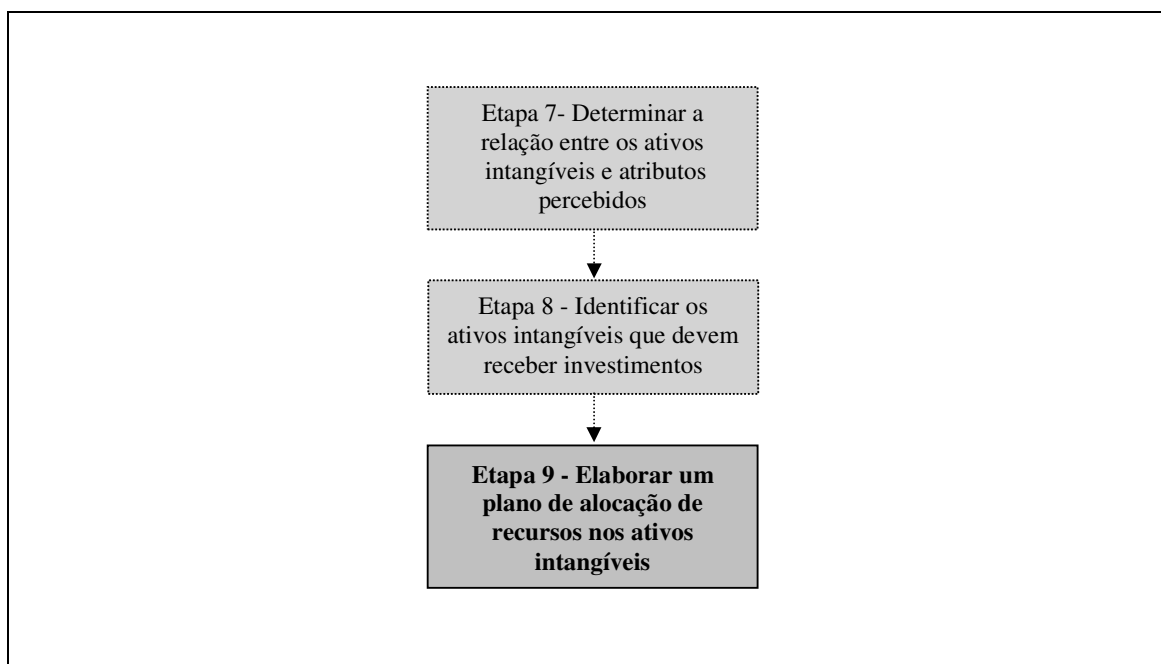 Etapa 7- Determinar a
relação entre os ativos
intangíveis e atributos
percebidos
Etapa 8 - Identificar os
ativos intangíveis que devem
receber investimentos
Etapa 9 - Elaborar um
plano de alocação de
recursos nos ativos
intangíveis